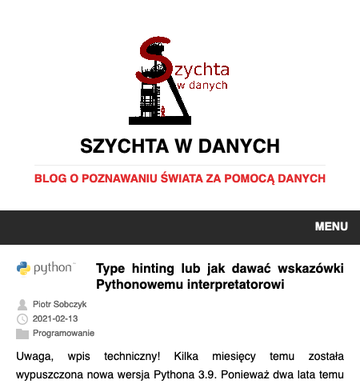 Szychta
w danych
SZYCHTA W DANYCH
BLOG O POZNAWANIU ŚWIATA ZA POMOCĄ DANYCH
MENU
python™
Type hinting lub jak dawać wskazówki
Pythonowemu interpretatorowi
Piotr Sobczyk
2021-02-13
Programowanie
Uwaga, wpis techniczny! Kilka miesięcy temu została
wypuszczona nowa wersja Pythona 3.9. Ponieważ dwa lata temu